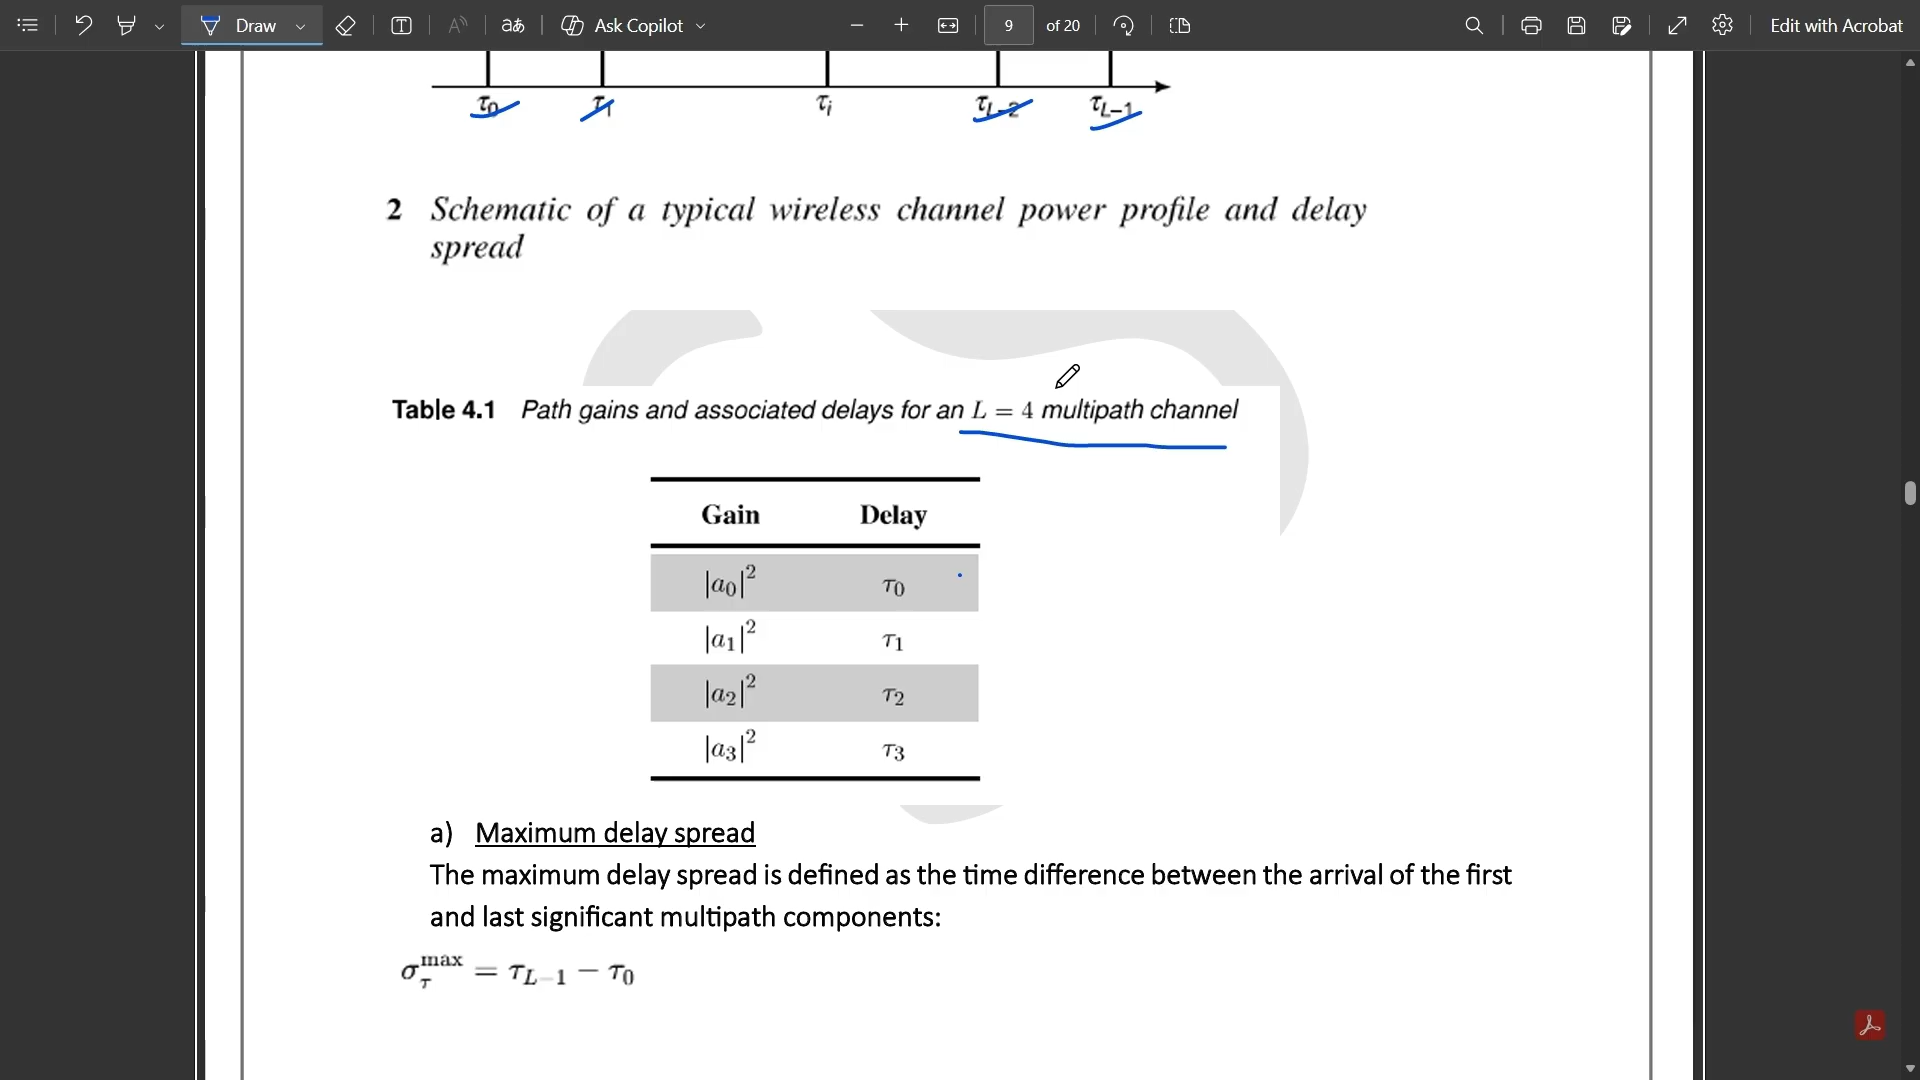 Draw
Ask Copilot
9 of 20
Edit with Acrobat
τ0 τ1 τi τL−2 τL−1
2 Schematic of a typical wireless channel power profile and delay
spread
Table 4.1 Path gains and associated delays for an L = 4 multipath channel
Gain Delay
|a0|² τ0
|a1|² τ1
|a2|² τ2
|a3|² τ3
a) Maximum delay spread
The maximum delay spread is defined as the time difference between the arrival of the first
and last significant multipath components:
στ^max = τL−1 − τ0